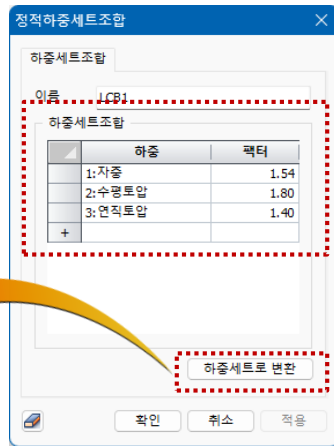 정적하중세트조합
하중세트조합
이름 LCB1
하중세트조합
하중 팩터
1:자중 1.54
2:수평토압 1.80
3:연직토압 1.40
+
하중세트로 변환
확인 취소 적용